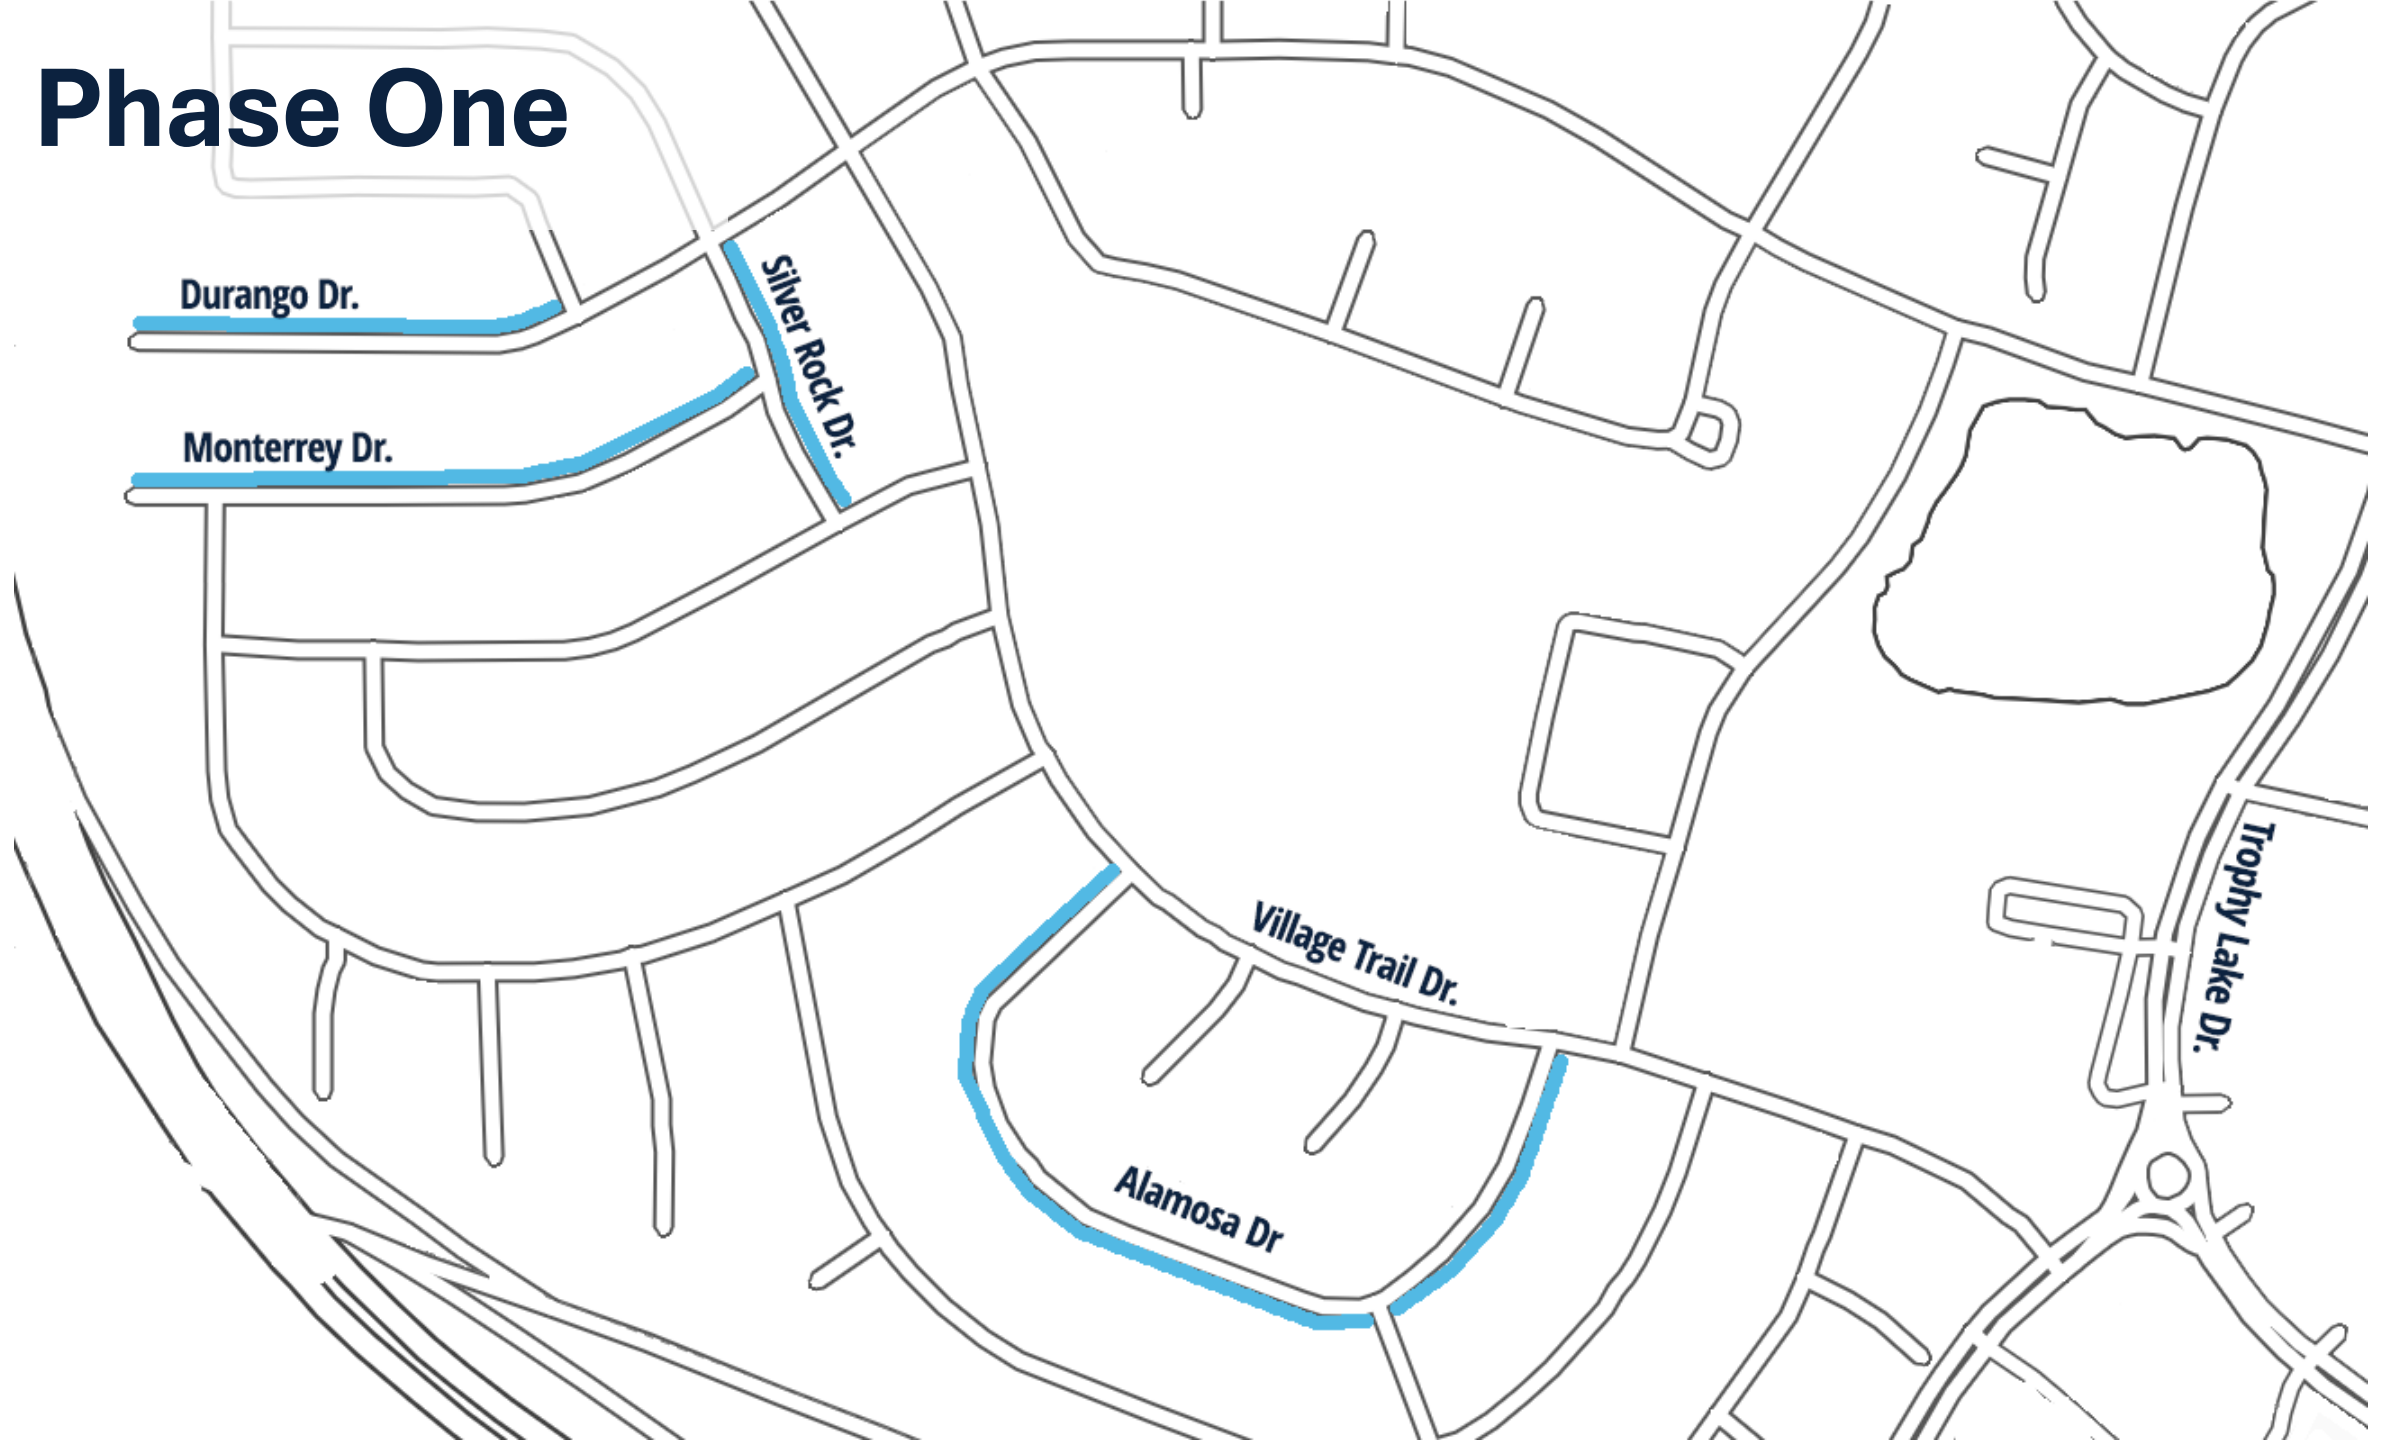 Phase One
Durango Dr.
Silver Rock Dr.
Monterrey Dr.
Village Trail Dr.
Trophy Lake Dr.
Alamosa Dr